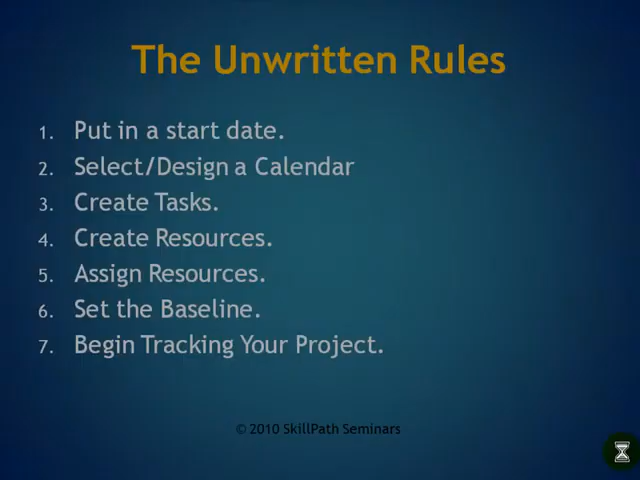 The Unwritten Rules
1. Put in a start date.
2. Select/Design a Calendar
3. Create Tasks.
4. Create Resources.
5. Assign Resources.
6. Set the Baseline.
7. Begin Tracking Your Project.
© 2010 SkillPath Seminars